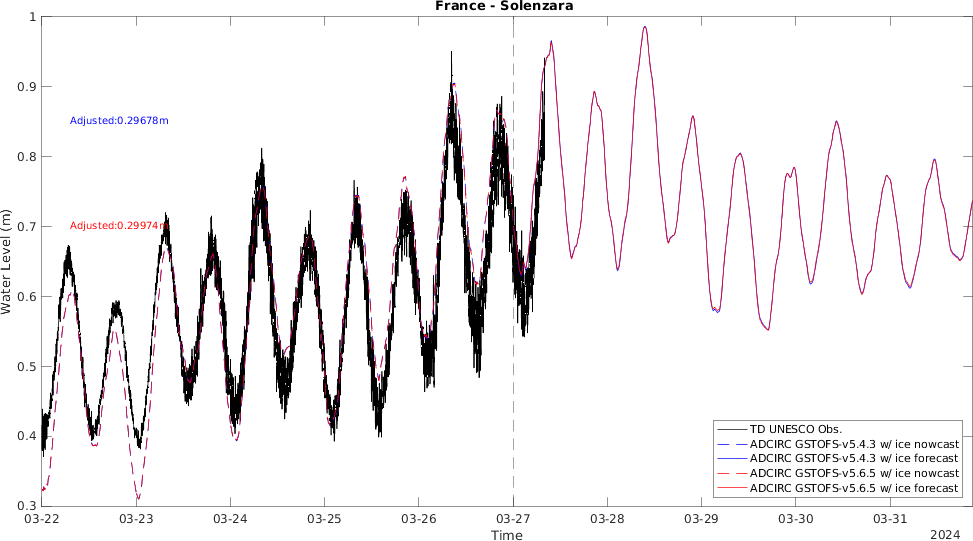 France - Solenzara
1
0.9
0.8
0.7
0.6
0.5
0.4
0.3
Water Level (m)
Adjusted:0.29678m
Adjusted:0.29974m
TD UNESCO Obs.
ADCIRC GSTOFS-v5.4.3 w/ ice nowcast
ADCIRC GSTOFS-v5.4.3 w/ ice forecast
ADCIRC GSTOFS-v5.6.5 w/ ice nowcast
ADCIRC GSTOFS-v5.6.5 w/ ice forecast
03-22 03-23 03-24 03-25 03-26 03-27 03-28 03-29 03-30 03-31
Time
2024